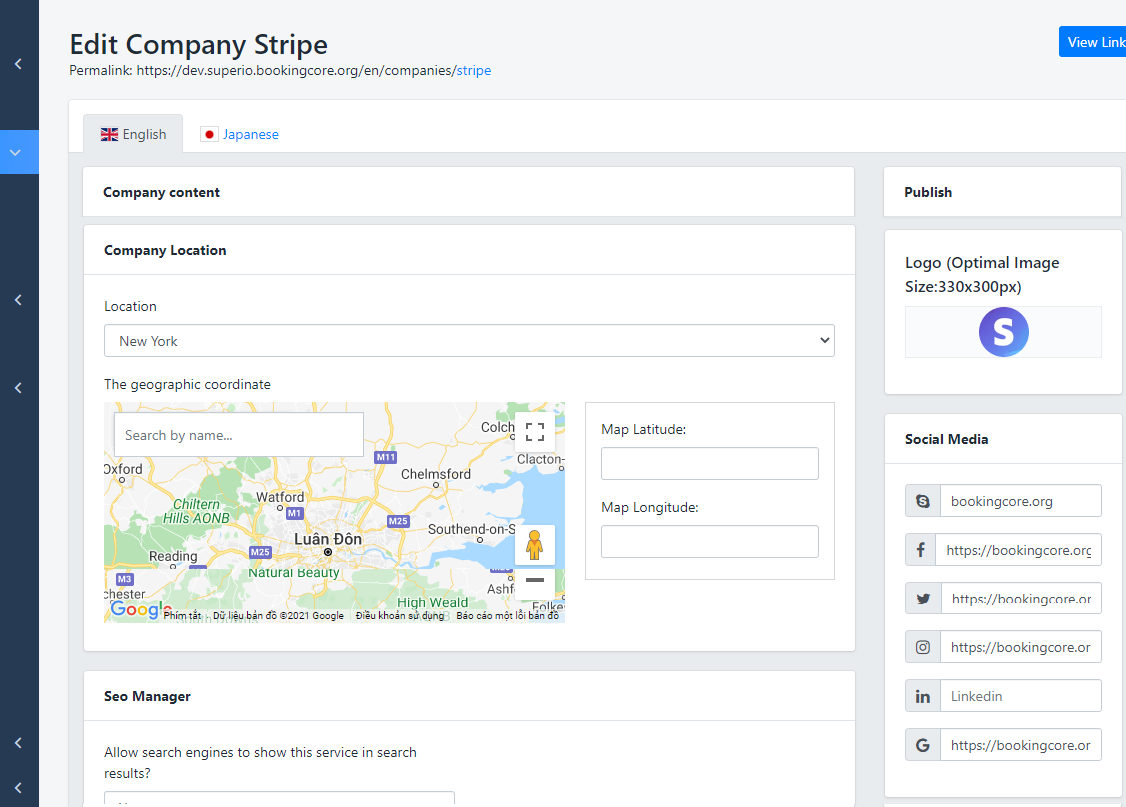 Edit Company Stripe
View Link
Permalink: https://dev.superio.bookingcore.org/en/companies/stripe
English
Japanese
Company content
Publish
Company Location
Logo (Optimal Image
Size:330x300px)
S
Location
New York
The geographic coordinate
Search by name...
Colch
Oxford
M11
Clacton-
Chelmsford
Watford
Chiltern
Hills AONB
M1
M25
Southend-on-S
Luân Đôn
M25
Reading
Natural Beauty
M3
chester
Ashf
High Weald
Folke
Google
Phím tắt
Dữ liệu bản đồ ©2021 Google
Điều khoản sử dụng
Báo cáo một lỗi bản đồ
Map Latitude:
Map Longitude:
Social Media
bookingcore.org
https://bookingcore.org
https://bookingcore.or
https://bookingcore.or
Linkedin
https://bookingcore.or
Seo Manager
Allow search engines to show this service in search
results?